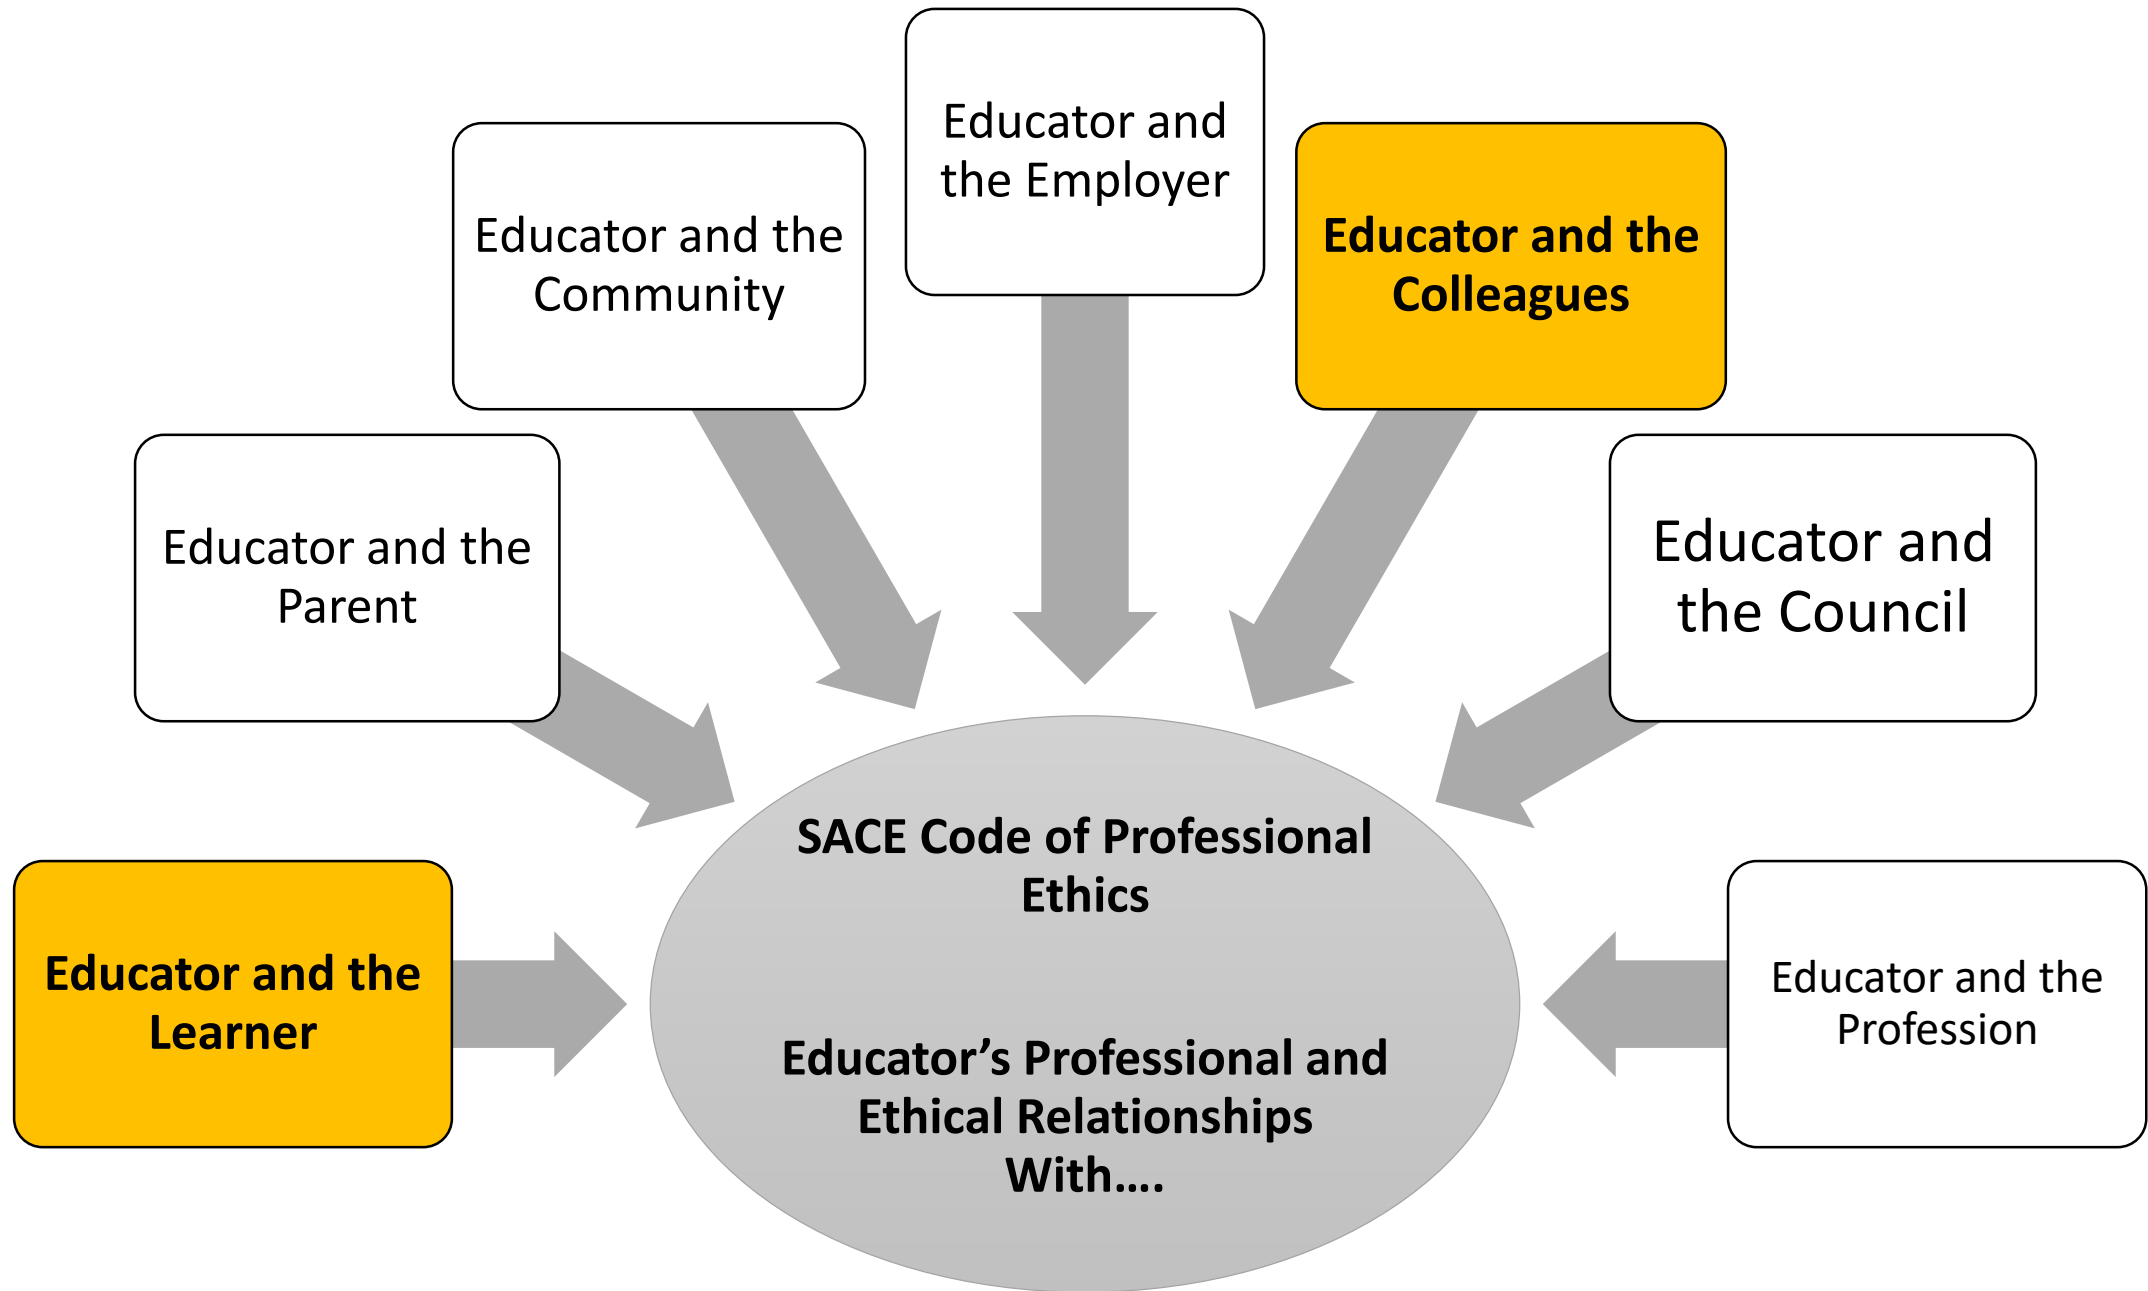 Educator and
the Employer
Educator and the
Community
Educator and the
Colleagues
Educator and the
Parent
Educator and
the Council
Educator and the
Learner
SACE Code of Professional
Ethics
Educator’s Professional and
Ethical Relationships
With….
Educator and the
Profession